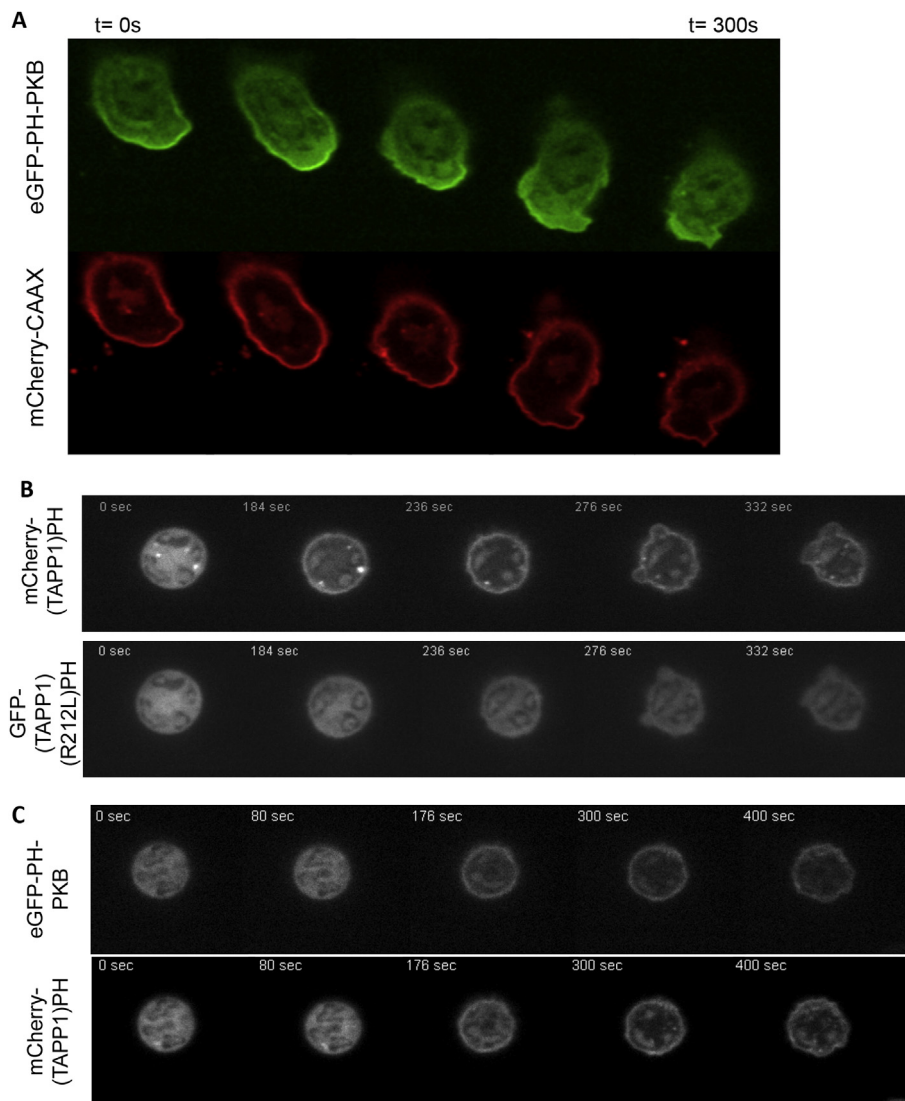 A
t= 0s t= 300s
eGFP-PH-PKB
mCherry-CAAX
B
mCherry-
(TAPP1)PH
0 sec 184 sec 236 sec 276 sec 332 sec
GFP-
(TAPP1)
(R212L)PH
0 sec 184 sec 236 sec 276 sec 332 sec
C
eGFP-PH-
PKB
0 sec 80 sec 176 sec 300 sec 400 sec
mCherry-
(TAPP1)PH
0 sec 80 sec 176 sec 300 sec 400 sec